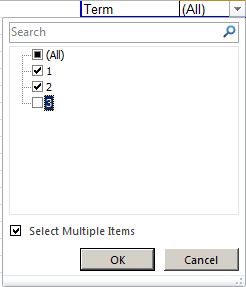 Term (All)
Search
(All)
1
2
3
Select Multiple Items
OK Cancel